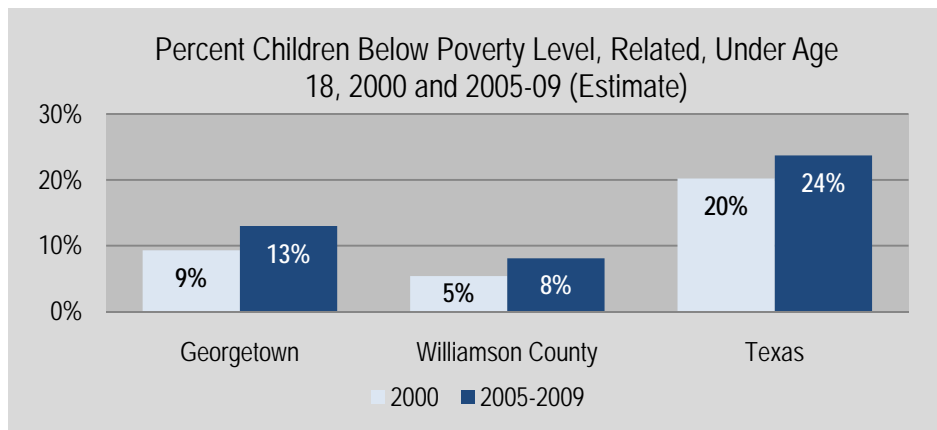 Percent Children Below Poverty Level, Related, Under Age
18, 2000 and 2005-09 (Estimate)
30%
20%
10%
0%
9%
13%
5%
8%
20%
24%
Georgetown
Williamson County
Texas
2000
2005-2009